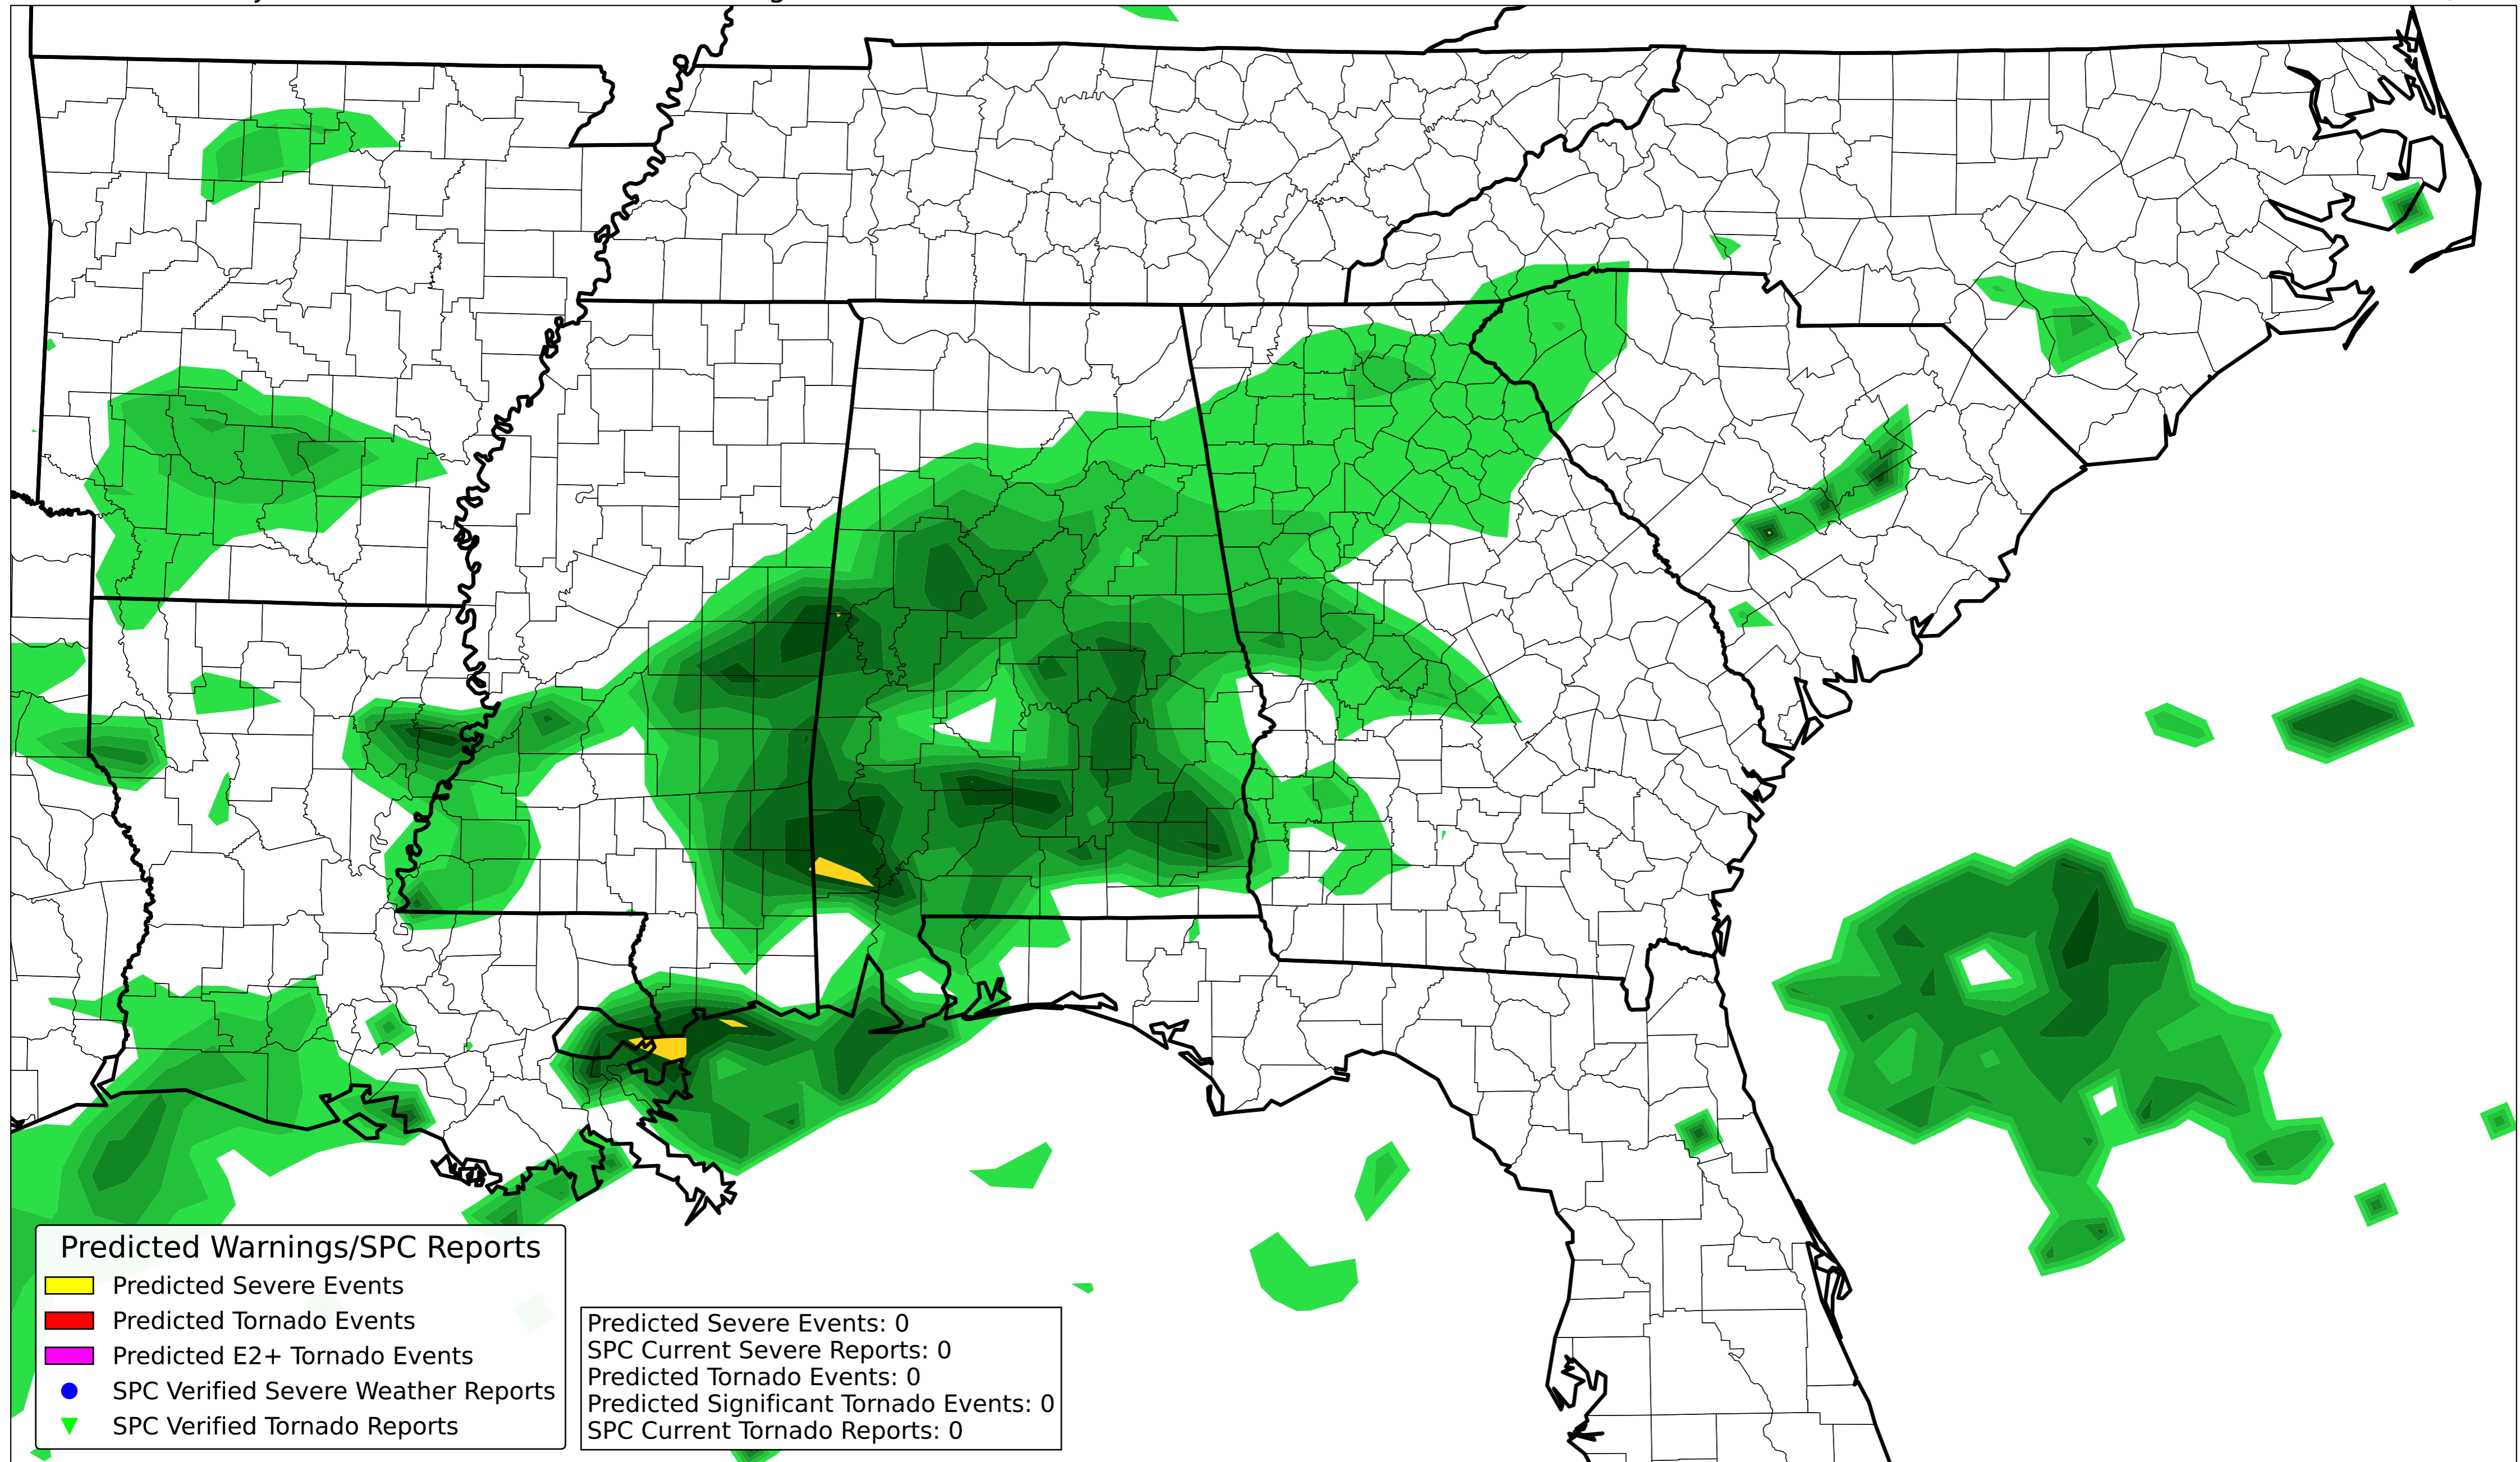 Predicted Warnings/SPC Reports
Predicted Severe Events
Predicted Tornado Events
Predicted E2+ Tornado Events
SPC Verified Severe Weather Reports
SPC Verified Tornado Reports
Predicted Severe Events: 0
SPC Current Severe Reports: 0
Predicted Tornado Events: 0
Predicted Significant Tornado Events: 0
SPC Current Tornado Reports: 0